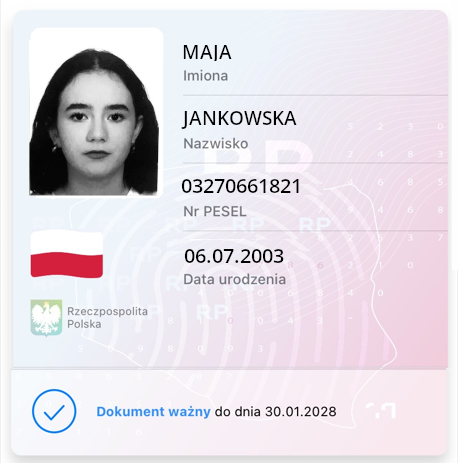 MAJA
Imiona
JANKOWSKA
Nazwisko
03270661821
Nr PESEL
06.07.2003
Data urodzenia
Rzeczpospolita
Polska
Dokument ważny do dnia 30.01.2028